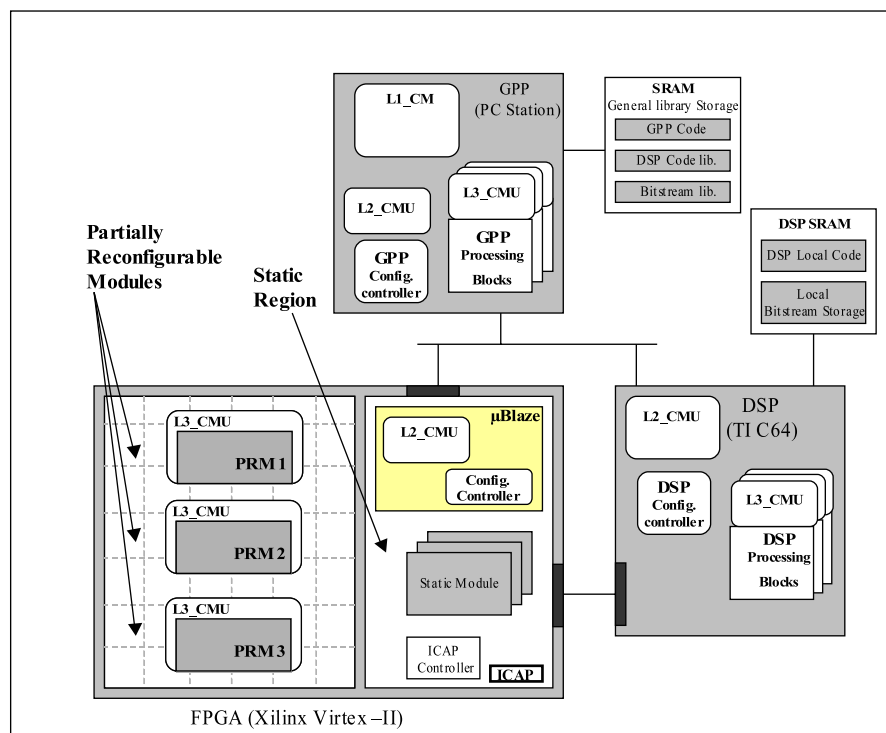 GPP
(PC Station)
L1_CM
L2_CMU
GPP
Config.
controller
L3_CMU
GPP
Processing
Blocks
SRAM
General library Storage
GPP Code
DSP Code lib.
Bitstream lib.
DSP SRAM
DSP Local Code
Local
Bitstream Storage
Partially
Reconfigurable
Modules
Static
Region
L3_CMU
PRM 1
L3_CMU
PRM 2
L3_CMU
PRM 3
µBlaze
L2_CMU
Config.
Controller
Static Module
ICAP
Controller
ICAP
DSP
(TI C64)
L2_CMU
DSP
Config.
controller
L3_CMU
DSP
Processing
Blocks
FPGA (Xilinx Virtex –II)